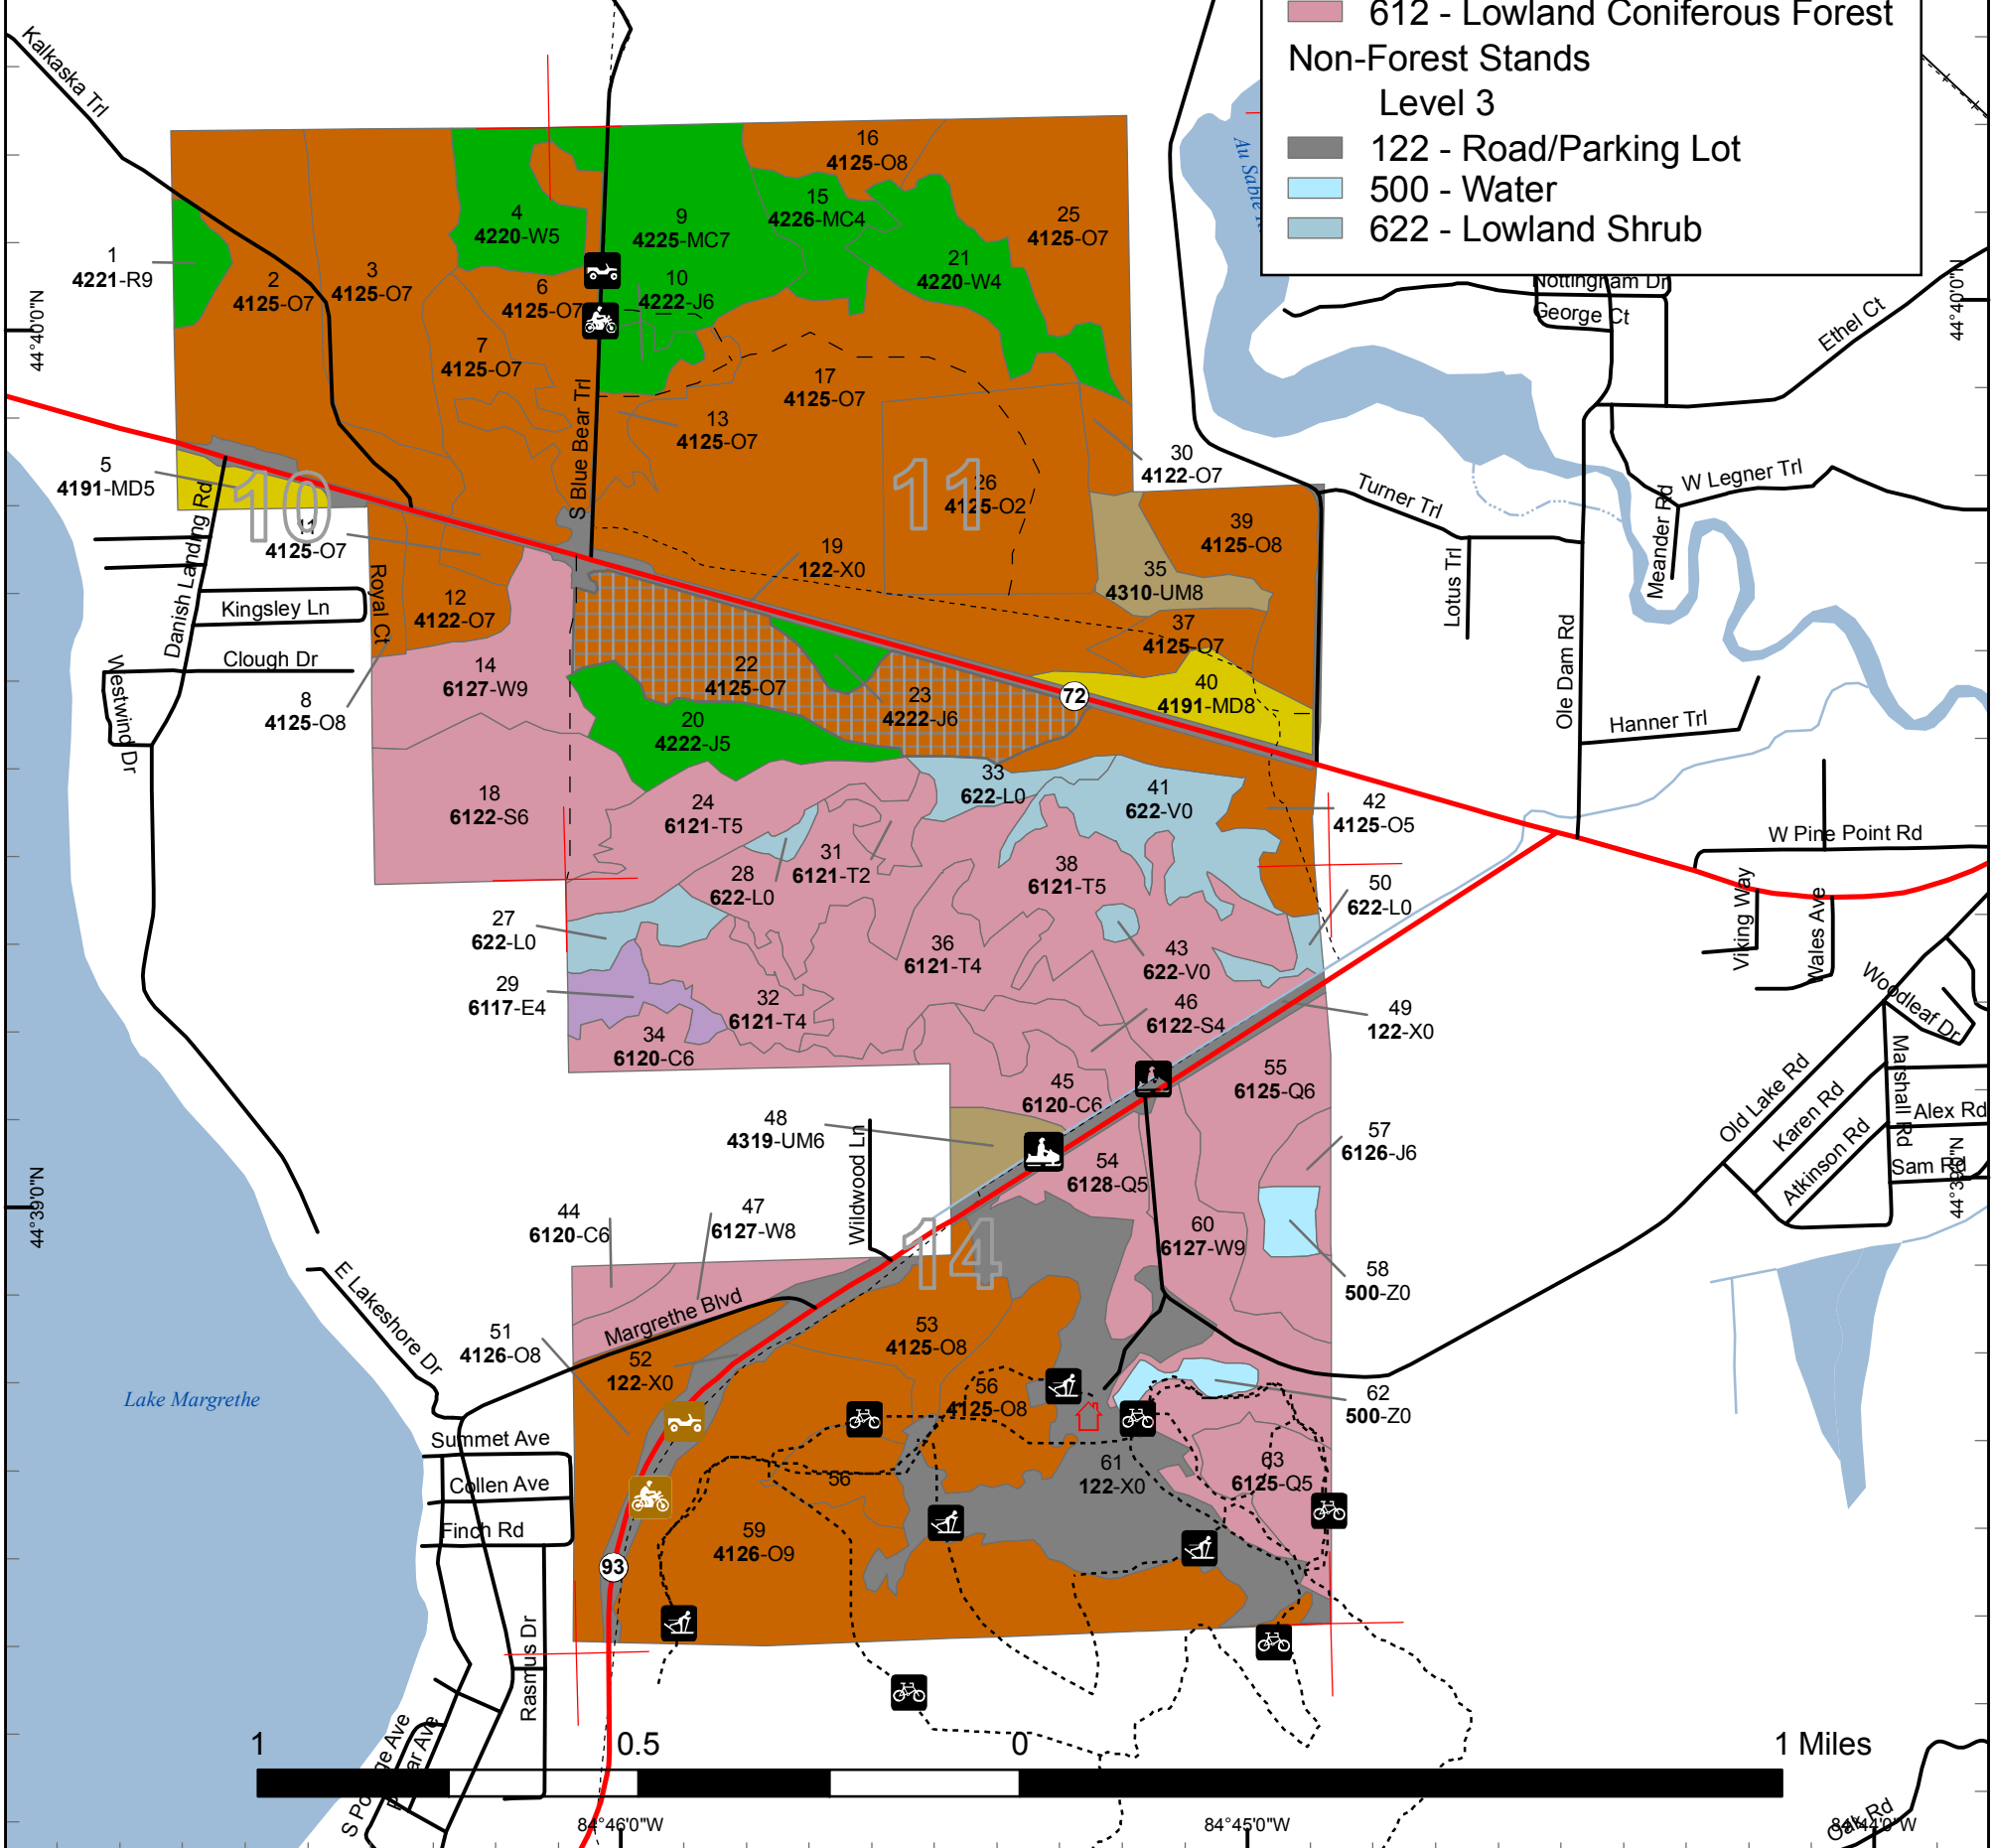 612 - Lowland Coniferous Forest
Non-Forest Stands
Level 3
122 - Road/Parking Lot
500 - Water
622 - Lowland Shrub
Kalkaska Trl
Au Sable
16
4125-O8
15
4226-MC4
25
4125-O7
4
4220-W5
9
4225-MC7
1
4221-R9
2
4125-O7
3
4125-O7
6
4125-O7
10
4222-J6
21
4220-W4
44°40'0"N
44°40'0"N
Nottingham Dr
George Ct
Ethel Ct
7
4125-O7
17
4125-O7
S Blue Bear Trl
13
4125-O7
5
4191-MD5
30
4122-O7
10
11
26
4125-O2
Turner Trl
W Legner Trl
Meander Rd
39
4125-O8
11
4125-O7
Danish Landing Rd
Royal Ct
19
122-X0
35
4310-UM8
Lotus Trl
Kingsley Ln
12
4122-O7
Clough Dr
Westwind Dr
37
4125-O7
14
6127-W9
22
4125-O7
40
4191-MD8
72
Ole Dam Rd
8
4125-O8
23
4222-J6
20
4222-J5
Hanner Trl
33
622-L0
41
622-V0
18
6122-S6
24
6121-T5
42
4125-O5
W Pine Point Rd
31
6121-T2
28
622-L0
38
6121-T5
50
622-L0
Viking Way
Wales Ave
27
622-L0
36
6121-T4
43
622-V0
Woodleaf Dr
29
6117-E4
32
6121-T4
46
6122-S4
49
122-X0
34
6120-C6
45
6120-C6
55
6125-Q6
Old Lake Rd
Karen Rd
Marshall Rd
Alex Rd
Atkinson Rd
Sam Rd
48
4319-UM6
Wildwood Ln
57
6126-J6
54
6128-Q5
44°39'0"N
44°39'0"N
44
6120-C6
47
6127-W8
14
60
6127-W9
58
500-Z0
E Lakeshore Dr
Margrethe Blvd
51
4126-O8
53
4125-O8
52
122-X0
Lake Margrethe
56
4125-O8
62
500-Z0
Summet Ave
Collen Ave
Finch Rd
56
61
122-X0
63
6125-Q5
59
4126-O9
93
Rasmus Dr
1
0.5
0
1 Miles
84°46'0"W
84°45'0"W
84°44'0"W
Oak Rd